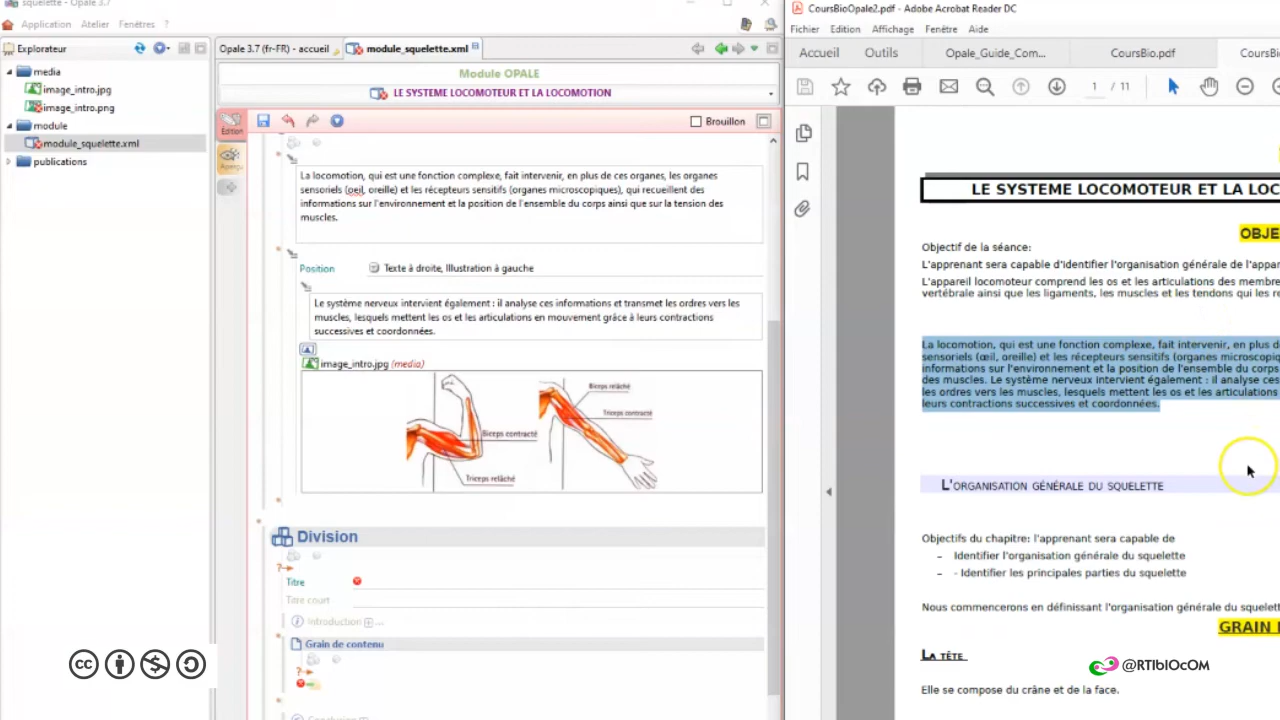 squelette - Opale 3.7
Application Atelier Fenêtres ?
Explorateur
media
image_intro.jpg
image_intro.png
module
module_squelette.xml
publications
Opale 3.7 (fr-FR) - accueil
module_squelette.xml
Module OPALE
LE SYSTEME LOCOMOTEUR ET LA LOCOMOTION
Edition
Aperçu
Brouillon
La locomotion, qui est une fonction complexe, fait intervenir, en plus de ces organes, les organes
sensoriels (oeil, oreille) et les récepteurs sensitifs (organes microscopiques), qui recueillent des
informations sur l'environnement et la position de l'ensemble du corps ainsi que sur la tension des
muscles.
Position Texte à droite, Illustration à gauche
Le système nerveux intervient également : il analyse ces informations et transmet les ordres vers les
muscles, lesquels mettent les os et les articulations en mouvement grâce à leurs contractions
successives et coordonnées.
image_intro.jpg (media)
Biceps relâché
Triceps contracté
Biceps contracté
Triceps relâché
Division
Titre
Titre court
Introduction ...
Grain de contenu
CoursBioOpale2.pdf - Adobe Acrobat Reader DC
Fichier Edition Affichage Fenêtre Aide
Accueil Outils Opale_Guide_Com... CoursBio.pdf CoursBi
1 / 11
LE SYSTEME LOCOMOTEUR ET LA LOC
OBJE
Objectif de la séance:
L'apprenant sera capable d'identifier l'organisation générale de l'appar
L'appareil locomoteur comprend les os et les articulations des membre
vertébrale ainsi que les ligaments, les muscles et les tendons qui les re
La locomotion, qui est une fonction complexe, fait intervenir, en plus d
sensoriels (œil, oreille) et les récepteurs sensitifs (organes microscopiq
informations sur l'environnement et la position de l'ensemble du corps
des muscles. Le système nerveux intervient également : il analyse ces
les ordres vers les muscles, lesquels mettent les os et les articulations
leurs contractions successives et coordonnées.
L'ORGANISATION GÉNÉRALE DU SQUELETTE
Objectifs du chapitre: l'apprenant sera capable de
– Identifier l'organisation générale du squelette
– - Identifier les principales parties du squelette
Nous commencerons en définissant l'organisation générale du squelet
GRAIN
LA TÊTE
Elle se compose du crâne et de la face.
cc
@RTIbIOcOM